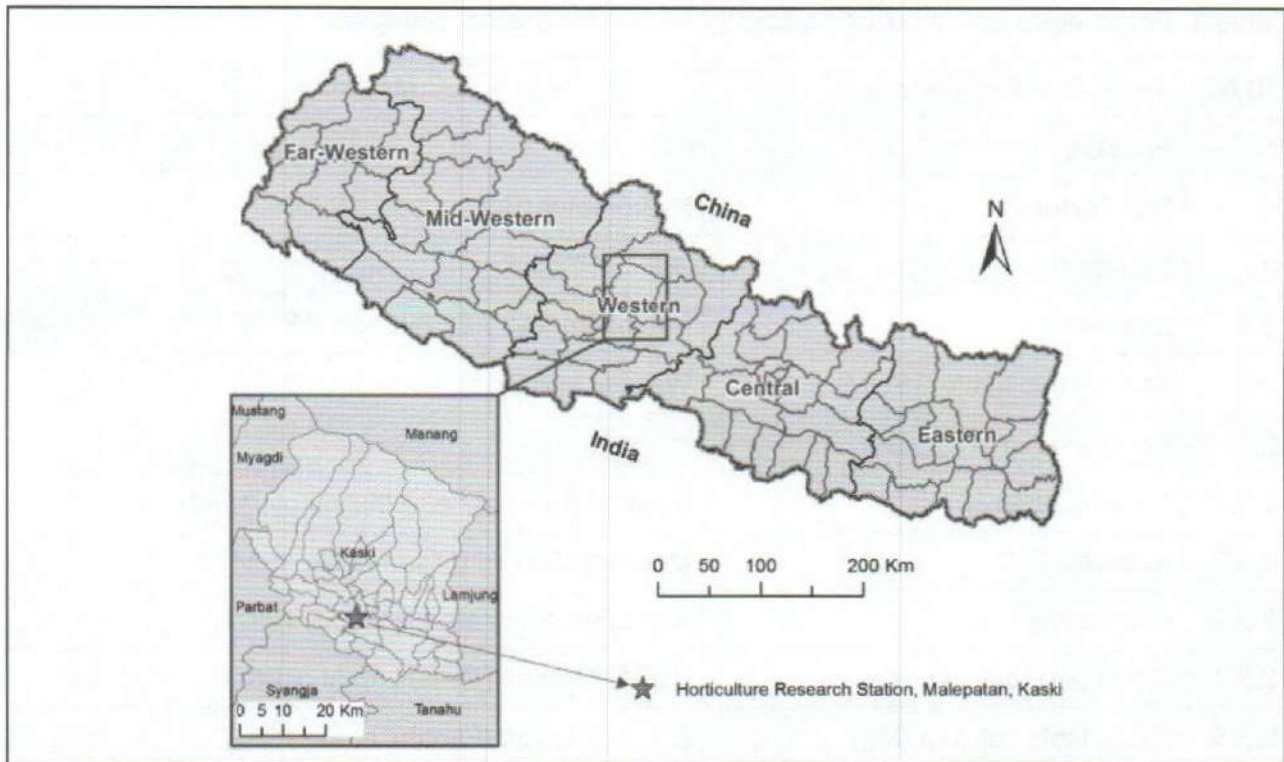 Far-Western
Mid-Western
China
N
Western
Central
Eastern
India
Mustang
Manang
Myagdi
Kaski
Parbat
Lamjung
Syangja
Tanahu
0 5 10 20 Km
0 50 100 200 Km
Horticulture Research Station, Malepatan, Kaski